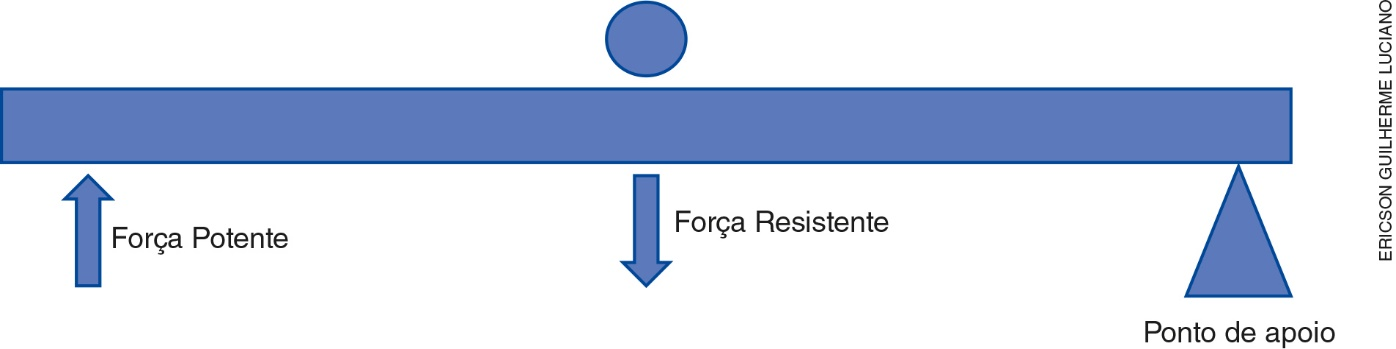 Força Potente
Força Resistente
Ponto de apoio
ERICSON GUILHERME LUCIANO